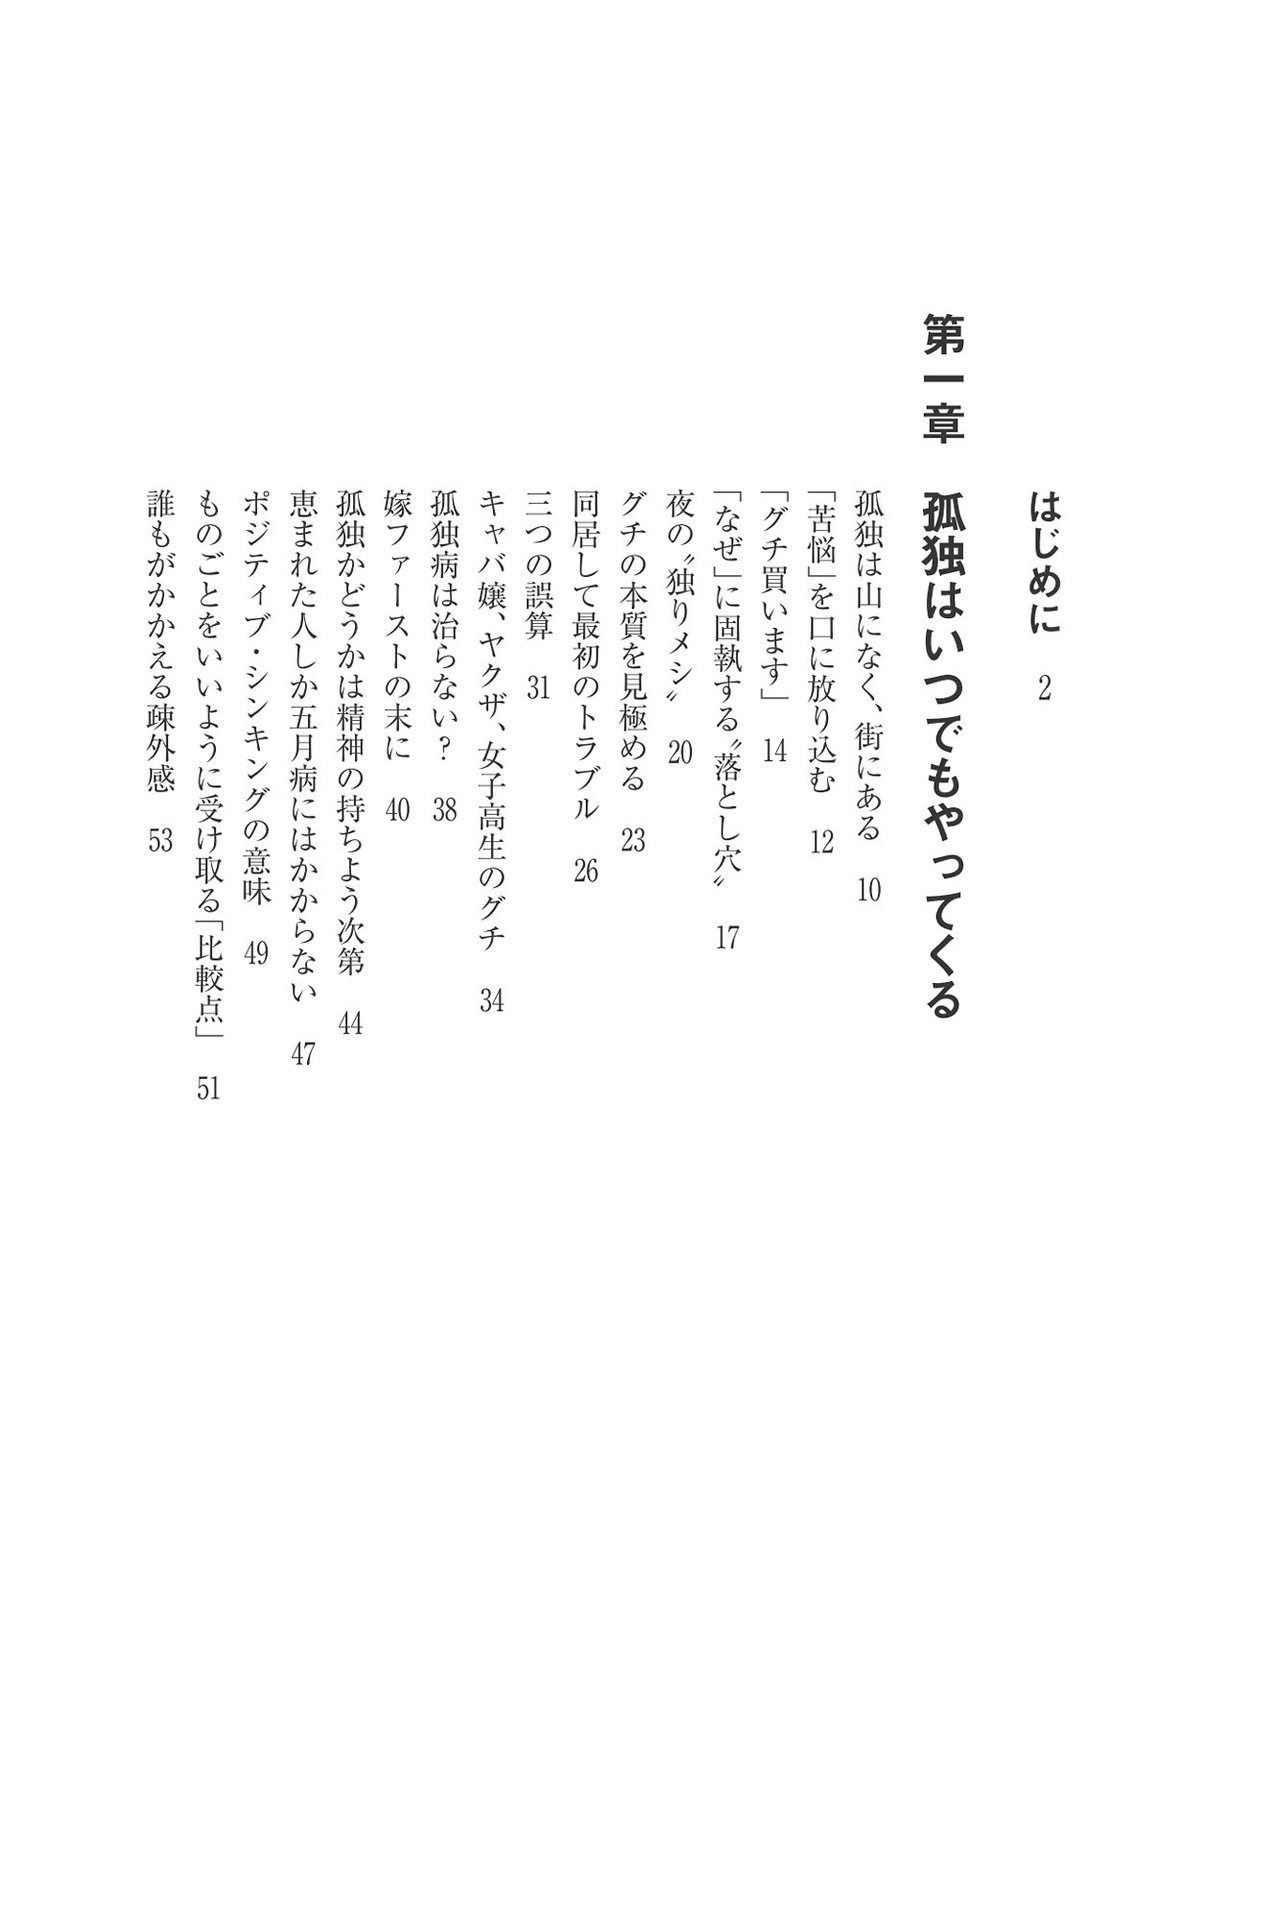 はじめに 2
第一章 孤独はいつでもやってくる
孤独は山になく、街にある 10
「苦悩」を口に放り込む 12
「グチ買います」 14
「なぜ」に固執する〝落とし穴〟 17
夜の〝独りメシ〟 20
グチの本質を見極める 23
同居して最初のトラブル 26
三つの誤算 31
キャバ嬢、ヤクザ、女子高生のグチ 34
孤独病は治らない? 38
嫁ファーストの末に 40
孤独かどうかは精神の持ちよう次第 44
恵まれた人しか五月病にはかからない 47
ポジティブ・シンキングの意味 49
ものごとをいいように受け取る「比較点」 51
誰もがかかえる疎外感 53